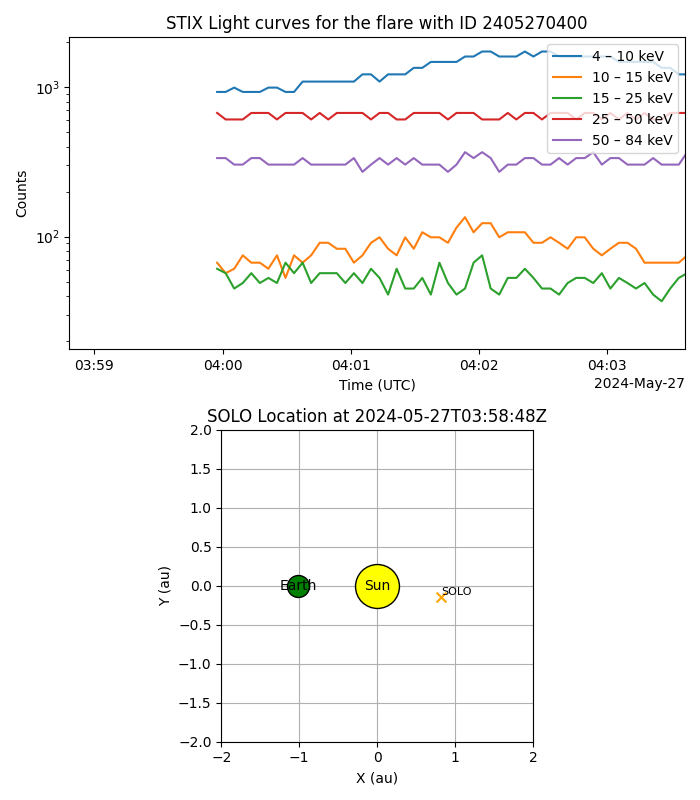 STIX Light curves for the flare with ID 2405270400
4 – 10 keV
10 – 15 keV
15 – 25 keV
25 – 50 keV
50 – 84 keV
10³
10²
Counts
03:59 04:00 04:01 04:02 04:03
Time (UTC)
2024-May-27
SOLO Location at 2024-05-27T03:58:48Z
2.0
1.5
1.0
0.5
0.0
−0.5
−1.0
−1.5
−2.0
Y (au)
Earth
Sun
SOLO
−2 −1 0 1 2
X (au)